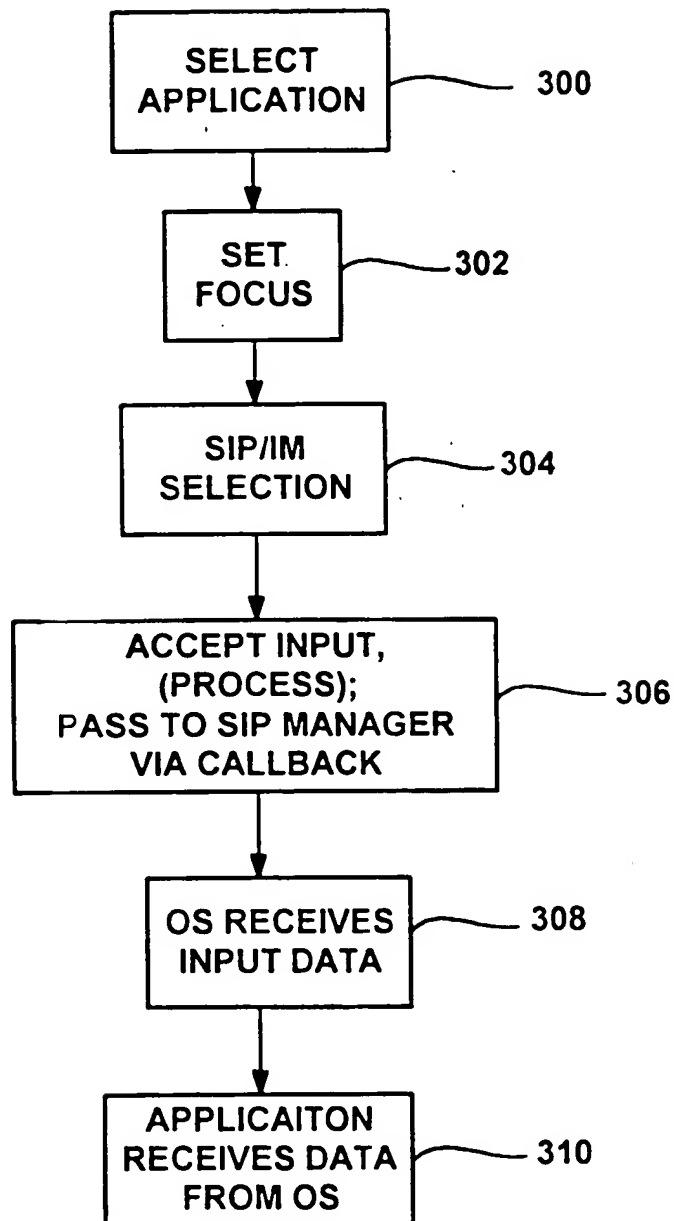 SELECT
APPLICATION
300
SET
FOCUS
302
SIP/IM
SELECTION
304
ACCEPT INPUT,
(PROCESS);
PASS TO SIP MANAGER
VIA CALLBACK
306
OS RECEIVES
INPUT DATA
308
APPLICAITON
RECEIVES DATA
FROM OS
310